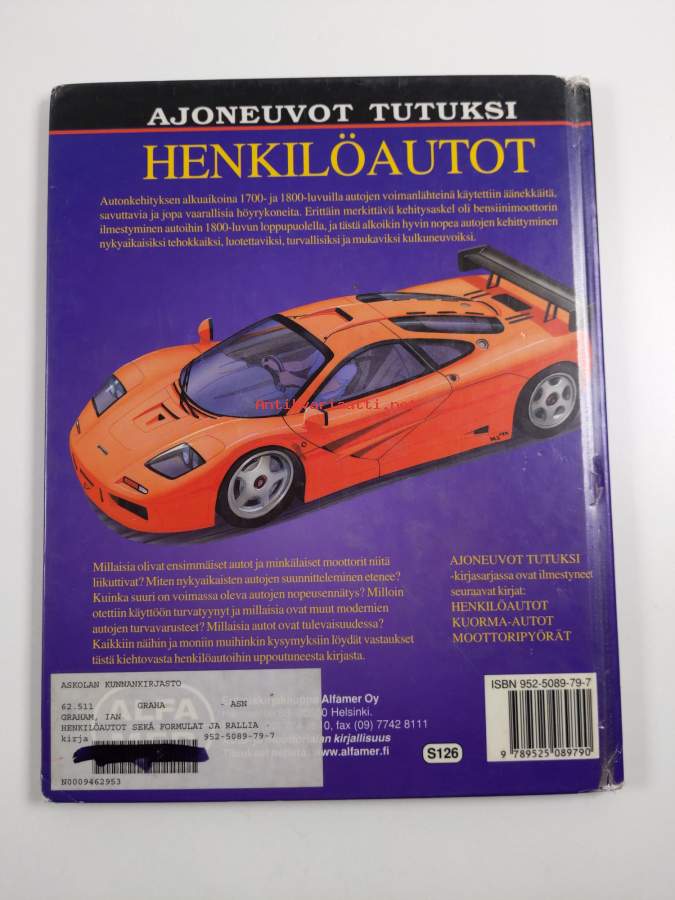 AJONEUVOT TUTUKSI
HENKILÖAUTOT
Autonkehityksen alkuaikoina 1700- ja 1800-luvuilla autojen voimanlähteinä käytettiin äänekkäitä,
savuttavia ja jopa vaarallisia höyrykoneita. Erittäin merkittävä kehitysaskel oli bensiinimoottorin
ilmestyminen autoihin 1800-luvun loppupuolella, ja tästä alkoikin hyvin nopea autojen kehittyminen
nykyaikaisiksi tehokkaiksi, luotettaviksi, turvallisiksi ja mukaviksi kulkuneuvoiksi.
Antikvariaatti.net
Millaisia olivat ensimmäiset autot ja minkälaiset moottorit niitä
liikuttivat? Miten nykyaikaisten autojen suunnitteleminen etenee?
Kuinka suuri on voimassa oleva autojen nopeusennätys? Milloin
otettiin käyttöön turvatyynyt ja millaisia ovat muut modernien
autojen turvavarusteet? Millaisia autot ovat tulevaisuudessa?
Kaikkiin näihin ja moniin muihinkin kysymyksiin löydät vastaukset
tästä kiehtovasta henkilöautoihin uppoutuneesta kirjasta.
AJONEUVOT TUTUKSI
-kirjasarjassa ovat ilmestyneet
seuraavat kirjat:
HENKILÖAUTOT
KUORMA-AUTOT
MOOTTORIPYÖRÄT
ASKOLAN KUNNANKIRJASTO
62.511 GRAHA - ASN
GRAHAM, IAN
HENKILÖAUTOT SEKÄ FORMULAT JA RALLIA
kirja 952-5089-79-7
N0009462953
Alfamer Oy
Helsinki.
fax (09) 7742 8111
kirjallisuus
www.alfamer.fi
S126
ISBN 952-5089-79-7
9 789525 089790